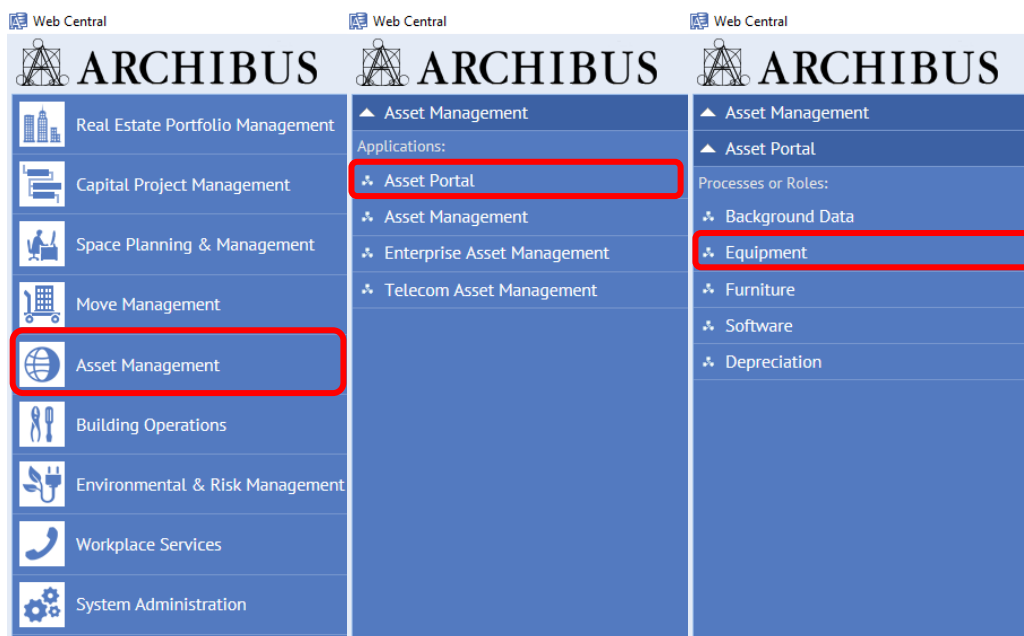 Web Central
ARCHIBUS
Real Estate Portfolio Management
Capital Project Management
Space Planning & Management
Move Management
Asset Management
Building Operations
Environmental & Risk Management
Workplace Services
System Administration
Web Central
ARCHIBUS
Asset Management
Applications:
Asset Portal
Asset Management
Enterprise Asset Management
Telecom Asset Management
Web Central
ARCHIBUS
Asset Management
Asset Portal
Processes or Roles:
Background Data
Equipment
Furniture
Software
Depreciation